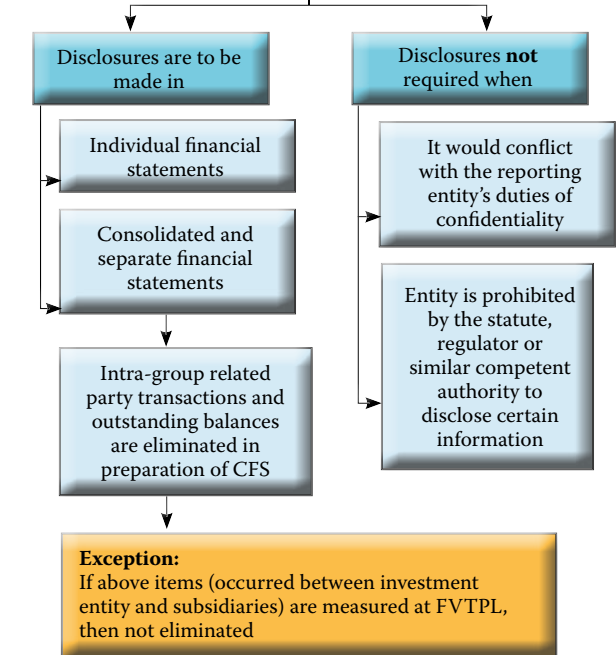 Disclosures are to be
made in
Individual financial
statements
Consolidated and
separate financial
statements
Intra-group related
party transactions and
outstanding balances
are eliminated in
preparation of CFS
Exception:
If above items (occurred between investment
entity and subsidiaries) are measured at FVTPL,
then not eliminated
Disclosures not
required when
It would conflict
with the reporting
entity’s duties of
confidentiality
Entity is prohibited
by the statute,
regulator or
similar competent
authority to
disclose certain
information